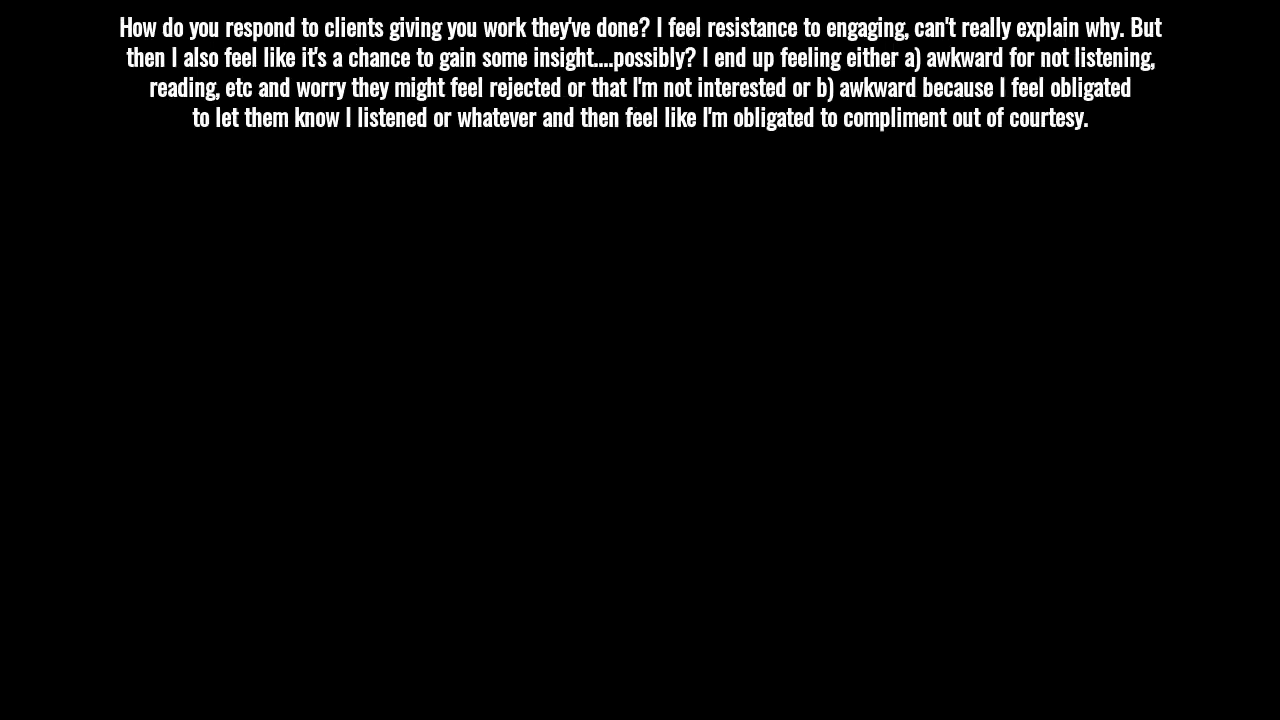 How do you respond to clients giving you work they've done? I feel resistance to engaging, can't really explain why. But
then I also feel like it's a chance to gain some insight....possibly? I end up feeling either a) awkward for not listening,
reading, etc and worry they might feel rejected or that I'm not interested or b) awkward because I feel obligated
to let them know I listened or whatever and then feel like I'm obligated to compliment out of courtesy.